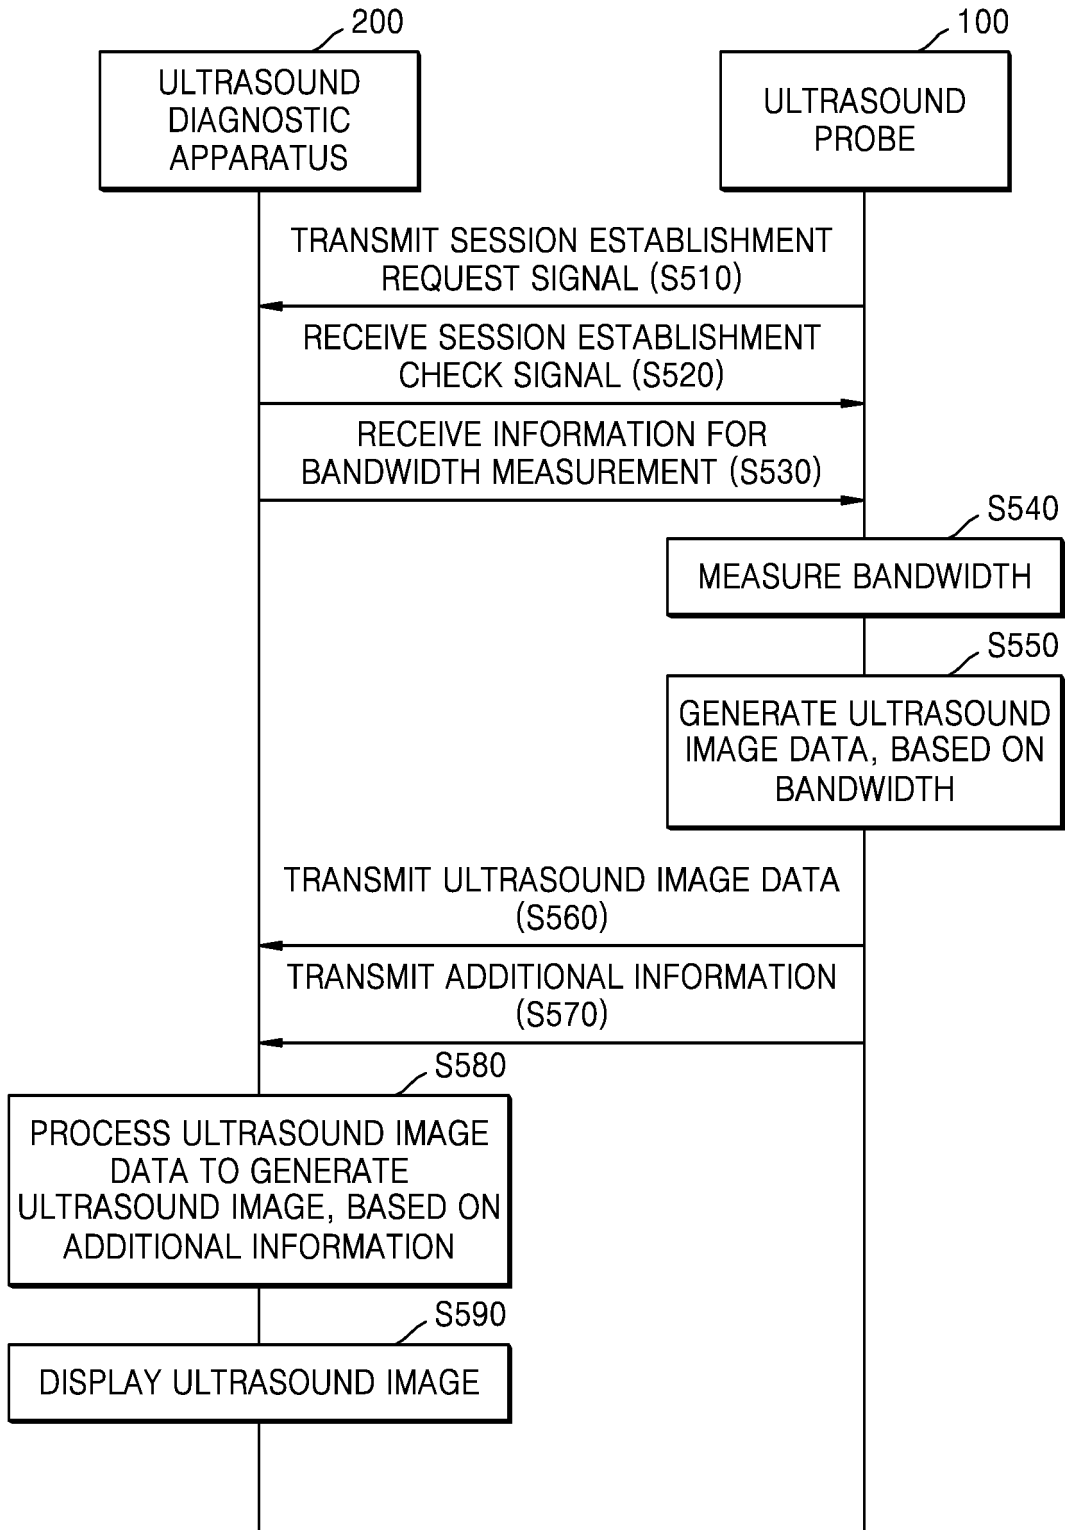 200
100
ULTRASOUND
DIAGNOSTIC
APPARATUS
ULTRASOUND
PROBE
TRANSMIT SESSION ESTABLISHMENT
REQUEST SIGNAL (S510)
RECEIVE SESSION ESTABLISHMENT
CHECK SIGNAL (S520)
RECEIVE INFORMATION FOR
BANDWIDTH MEASUREMENT (S530)
S540
MEASURE BANDWIDTH
S550
GENERATE ULTRASOUND
IMAGE DATA, BASED ON
BANDWIDTH
TRANSMIT ULTRASOUND IMAGE DATA
(S560)
TRANSMIT ADDITIONAL INFORMATION
(S570)
S580
PROCESS ULTRASOUND IMAGE
DATA TO GENERATE
ULTRASOUND IMAGE, BASED ON
ADDITIONAL INFORMATION
S590
DISPLAY ULTRASOUND IMAGE